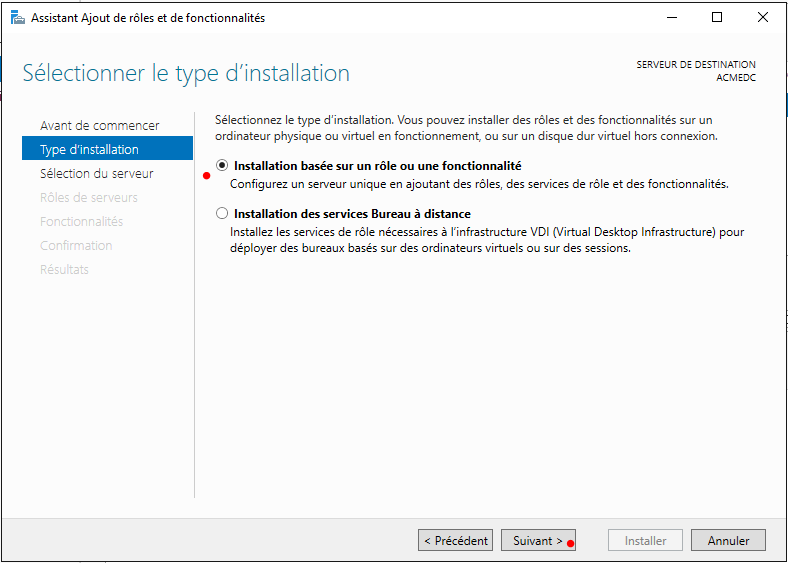 Assistant Ajout de rôles et de fonctionnalités
Sélectionner le type d'installation
SERVEUR DE DESTINATION
ACMEDC
Avant de commencer
Type d'installation
Sélection du serveur
Rôles de serveurs
Fonctionnalités
Confirmation
Résultats
Sélectionnez le type d'installation. Vous pouvez installer des rôles et des fonctionnalités sur un
ordinateur physique ou virtuel en fonctionnement, ou sur un disque dur virtuel hors connexion.
Installation basée sur un rôle ou une fonctionnalité
Configurez un serveur unique en ajoutant des rôles, des services de rôle et des fonctionnalités.
Installation des services Bureau à distance
Installez les services de rôle nécessaires à l'infrastructure VDI (Virtual Desktop Infrastructure) pour
déployer des bureaux basés sur des ordinateurs virtuels ou sur des sessions.
< Précédent
Suivant >
Installer
Annuler